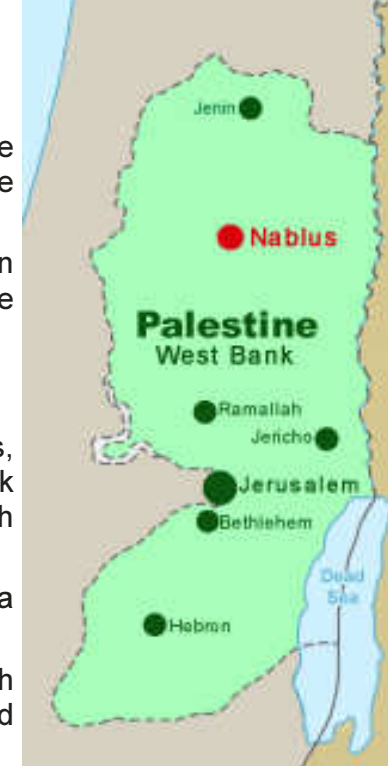 e
e
n
e
s,
k
h
a
h
d
Jenin
Nablus
Palestine
West Bank
Ramallah
Jericho
Jerusalem
Bethlehem
Dead
Sea
Hebron